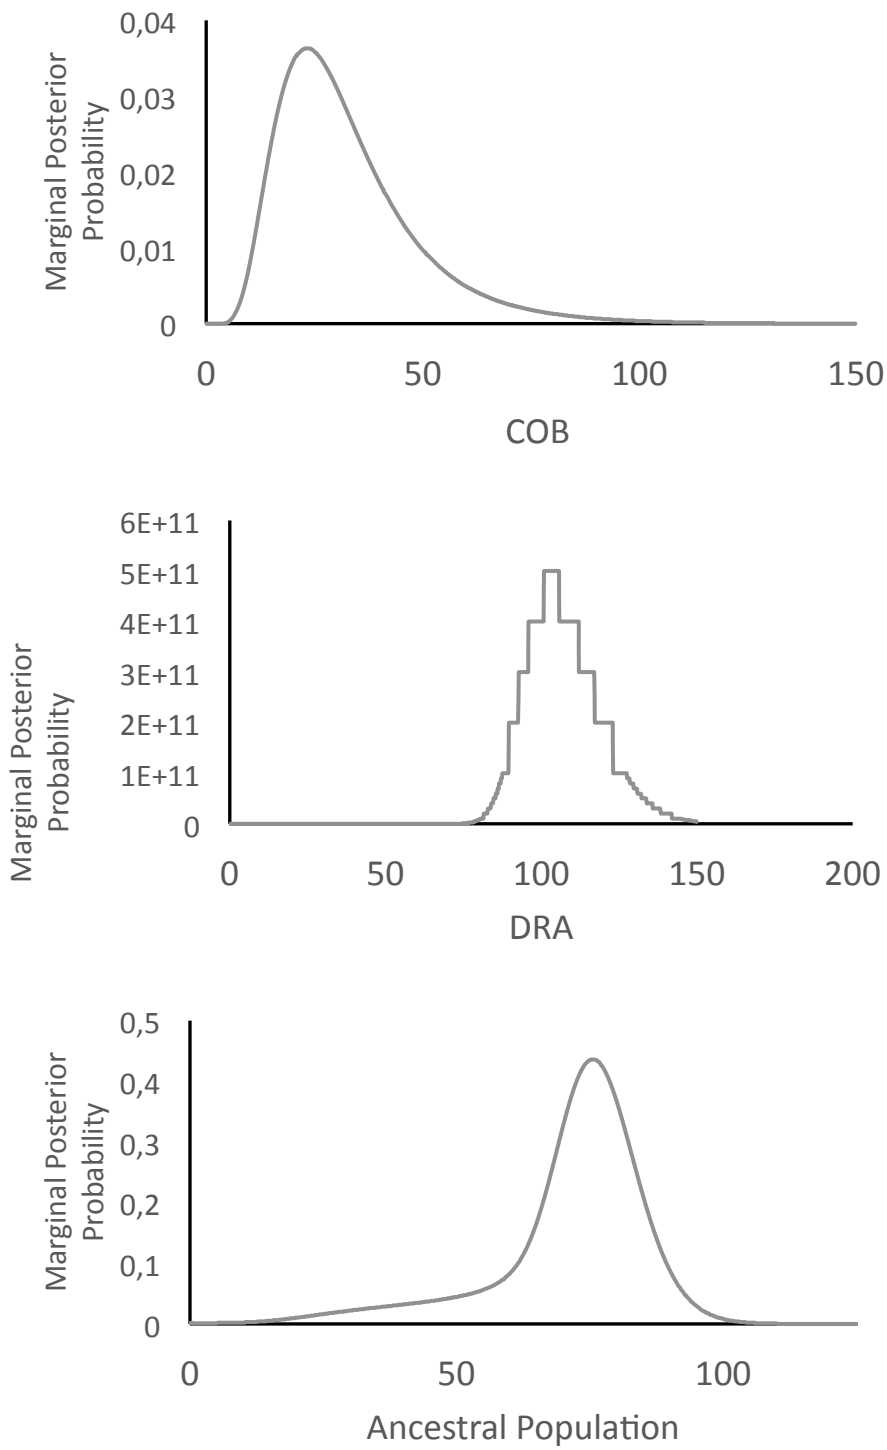 Marginal Posterior
Probability
0,04
0,03
0,02
0,01
0
0 50 100 150
COB
Marginal Posterior
Probability
6E+11
5E+11
4E+11
3E+11
2E+11
1E+11
0
0 50 100 150 200
DRA
Marginal Posterior
Probability
0,5
0,4
0,3
0,2
0,1
0
0 50 100
Ancestral Population